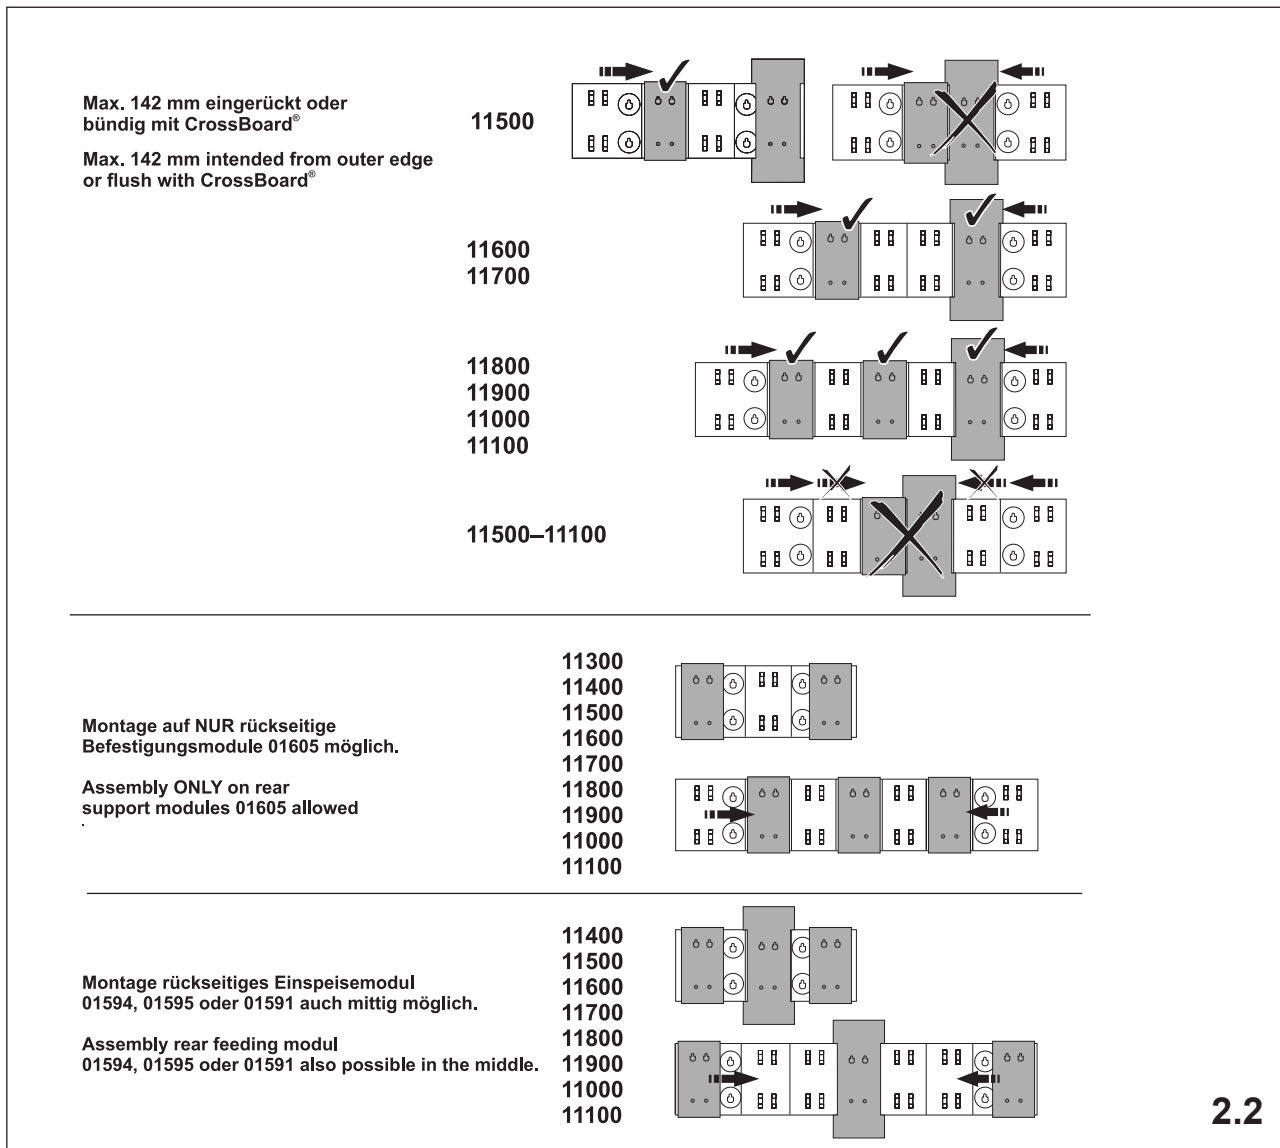 Max. 142 mm eingerückt oder
bündig mit CrossBoard®
Max. 142 mm intended from outer edge
or flush with CrossBoard®
11500
11600
11700
11800
11900
11000
11100
11500–11100
Montage auf NUR rückseitige
Befestigungsmodule 01605 möglich.
Assembly ONLY on rear
support modules 01605 allowed
.
11300
11400
11500
11600
11700
11800
11900
11000
11100
Montage rückseitiges Einspeisemodul
01594, 01595 oder 01591 auch mittig möglich.
Assembly rear feeding modul
01594, 01595 oder 01591 also possible in the middle.
11400
11500
11600
11700
11800
11900
11000
11100
2.2